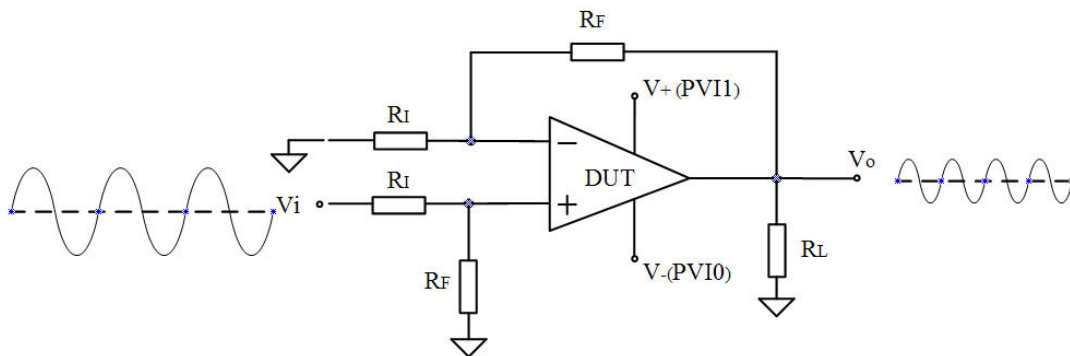 RF
V+(PVI1)
RI
DUT
Vo
Vi
RI
RL
RF
V-(PVI0)